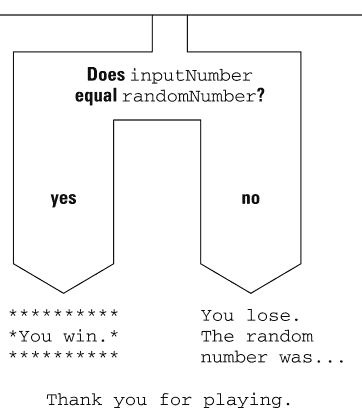 Does inputNumber
equal randomNumber?
yes
no
**********
*You win.*
**********
You lose.
The random
number was...
Thank you for playing.